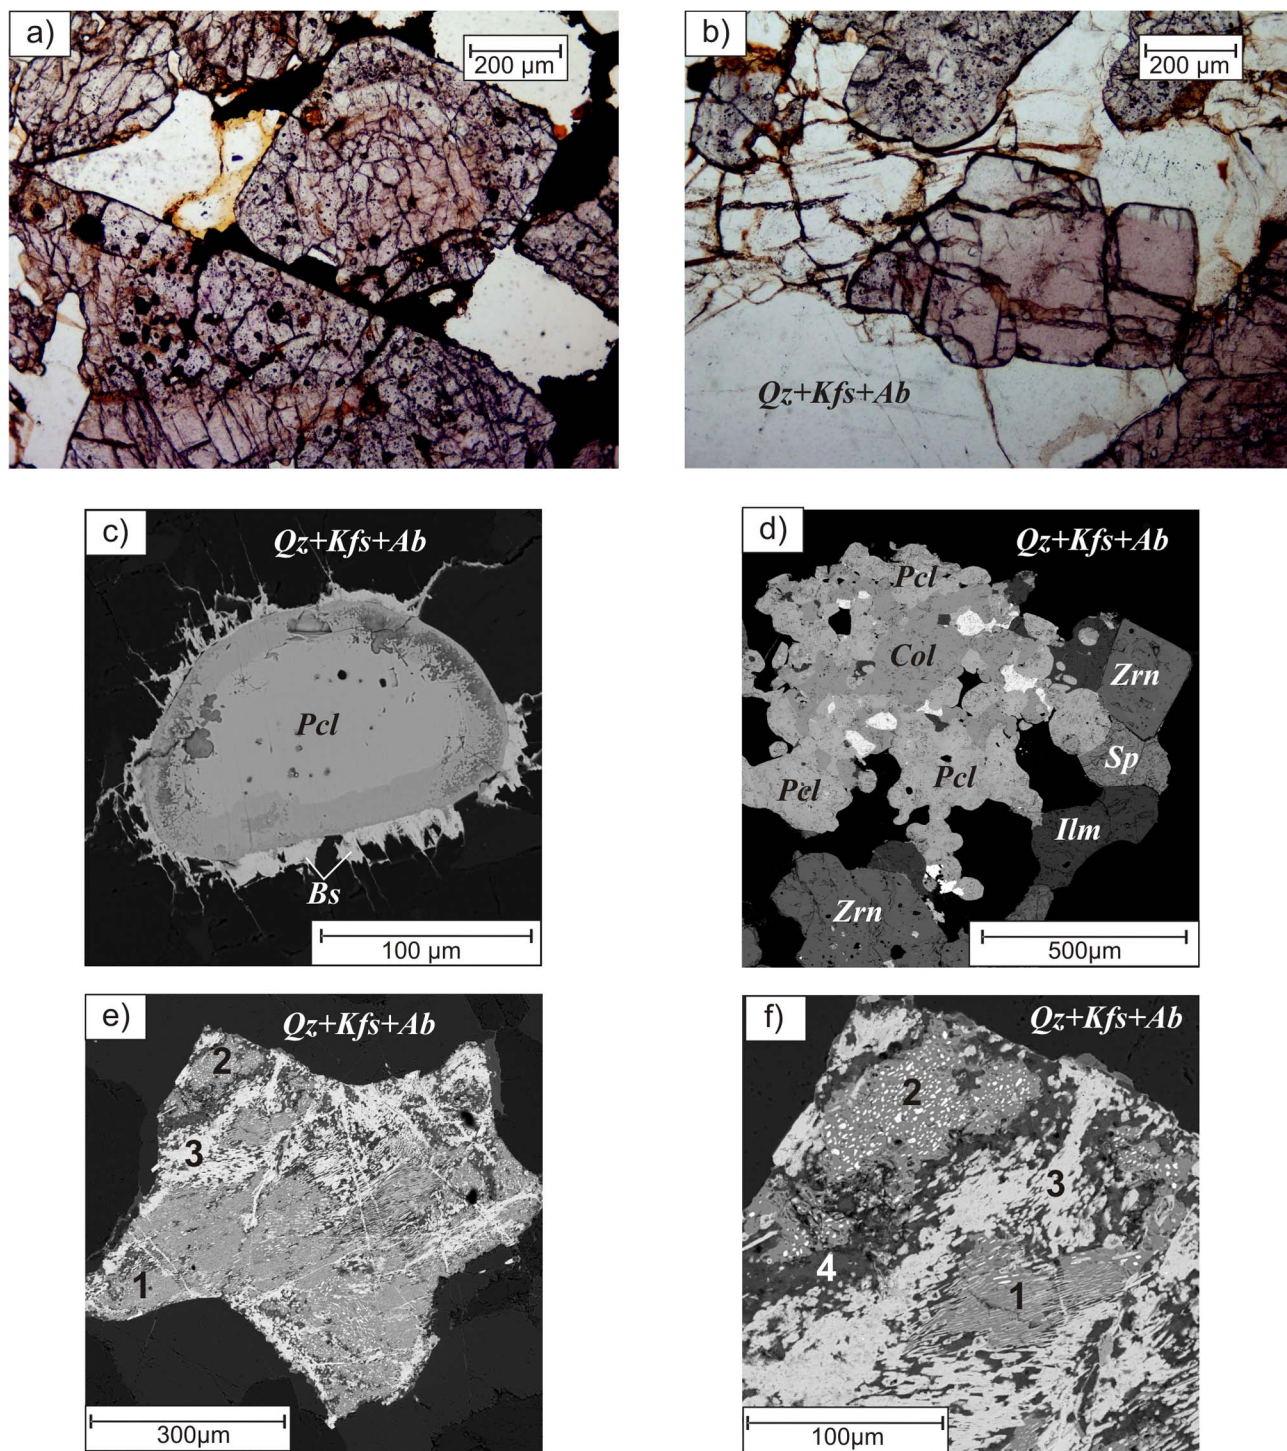 a)
200 µm
b)
200 µm
Qz+Kfs+Ab
c)
Qz+Kfs+Ab
Pcl
Bs
100 µm
d)
Qz+Kfs+Ab
Pcl
Col
Zrn
Sp
Pcl
Pcl
Ilm
Zrn
500µm
e)
Qz+Kfs+Ab
2
3
1
300µm
f)
Qz+Kfs+Ab
2
3
4
1
100µm